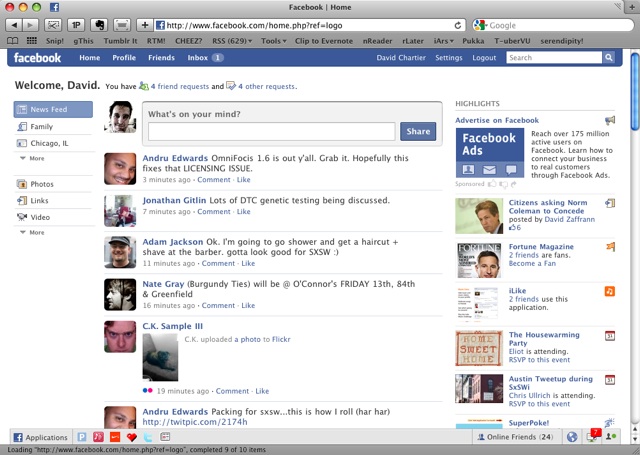 Facebook | Home
http://www.facebook.com/home.php?ref=logo
Google
Snip! gThis Tumblr It RTM! CHEEZ? RSS (629) Tools Clip to Evernote nReader rLater iArs Pukka T-uberVU serendipity!
facebook Home Profile Friends Inbox 1 David Chartier Settings Logout Search
Welcome, David. You have 4 friend requests and 4 other requests.
News Feed
Family
Chicago, IL
More
Photos
Links
Video
More
What's on your mind?
Share
Andru Edwards OmniFocis 1.6 is out y'all. Grab it. Hopefully this
fixes that LICENSING ISSUE.
3 minutes ago · Comment · Like
Jonathan Gitlin Lots of DTC genetic testing being discussed.
7 minutes ago · Comment · Like
Adam Jackson Ok. I'm going to go shower and get a haircut +
shave at the barber. gotta look good for SXSW :)
11 minutes ago · Comment · Like
Nate Gray (Burgundy Ties) will be @ O'Connor's FRIDAY 13th, 84th
& Greenfield
16 minutes ago · Comment · Like
C.K. Sample III
C.K. uploaded a photo to Flickr
19 minutes ago · Comment · Like
Andru Edwards Packing for sxsw...this is how I roll (har har)
http://twitpic.com/2174h
HIGHLIGHTS
Advertise on Facebook
Facebook
Ads
Reach over 175 million
active users on
Facebook. Learn how to
connect your business
to real customers
through Facebook Ads.
Sponsored
Citizens asking Norm
Coleman to Concede
posted by David Zaffrann
6
FORTUNE
Fortune Magazine
2 friends are fans.
Become a Fan
iLike
2 friends use this
application.
HOME
SWEET
HOME
The Housewarming
Party
Eliot is attending.
RSVP to this event
31
Austin Tweetup during
SxSWi
Chris Ullrich is attending.
RSVP to this event
31
SuperPoke!
Applications
Online Friends (24)
7
Loading "http://www.facebook.com/home.php?ref=logo", completed 9 of 10 items